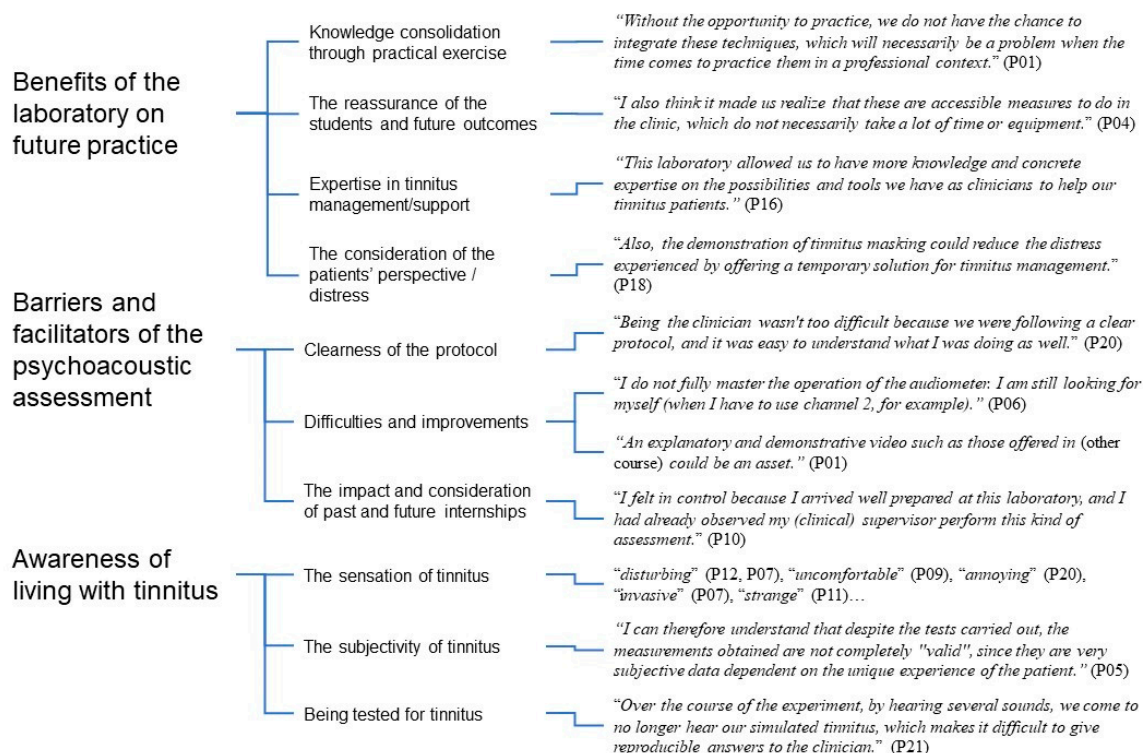 Benefits of the
laboratory on
future practice
Knowledge consolidation
through practical exercise
“Without the opportunity to practice, we do not have the chance to
integrate these techniques, which will necessarily be a problem when the
time comes to practice them in a professional context.” (P01)
The reassurance of the
students and future outcomes
“I also think it made us realize that these are accessible measures to do in
the clinic, which do not necessarily take a lot of time or equipment.” (P04)
Expertise in tinnitus
management/support
“This laboratory allowed us to have more knowledge and concrete
expertise on the possibilities and tools we have as clinicians to help our
tinnitus patients.” (P16)
The consideration of the
patients’ perspective /
distress
“Also, the demonstration of tinnitus masking could reduce the distress
experienced by offering a temporary solution for tinnitus management.”
(P18)
Barriers and
facilitators of the
psychoacoustic
assessment
Clearness of the protocol
“Being the clinician wasn't too difficult because we were following a clear
protocol, and it was easy to understand what I was doing as well.” (P20)
Difficulties and improvements
“I do not fully master the operation of the audiometer. I am still looking for
myself (when I have to use channel 2, for example).” (P06)
“An explanatory and demonstrative video such as those offered in (other
course) could be an asset.” (P01)
The impact and consideration
of past and future internships
“I felt in control because I arrived well prepared at this laboratory, and I
had already observed my (clinical) supervisor perform this kind of
assessment.” (P10)
Awareness of
living with tinnitus
The sensation of tinnitus
“disturbing” (P12, P07), “uncomfortable” (P09), “annoying” (P20),
“invasive” (P07), “strange” (P11)…
The subjectivity of tinnitus
“I can therefore understand that despite the tests carried out, the
measurements obtained are not completely "valid", since they are very
subjective data dependent on the unique experience of the patient.” (P05)
Being tested for tinnitus
“Over the course of the experiment, by hearing several sounds, we come to
no longer hear our simulated tinnitus, which makes it difficult to give
reproducible answers to the clinician.” (P21)